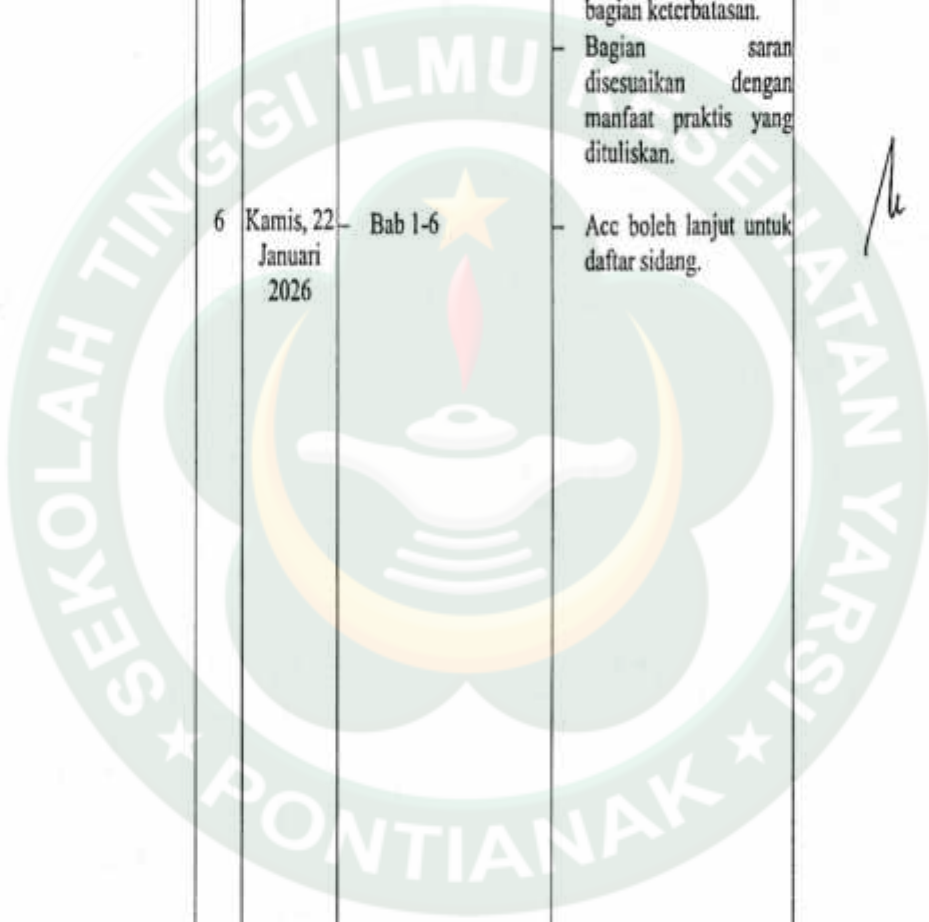 bagian keterbatasan.
– Bagian saran
disesuaikan dengan
manfaat praktis yang
dituliskan.
6 Kamis, 22 – Bab 1-6 – Acc boleh lanjut untuk
Januari daftar sidang.
2026
SEKOLAH TINGGI ILMU KESEHATAN YARSI
PONTIANAK